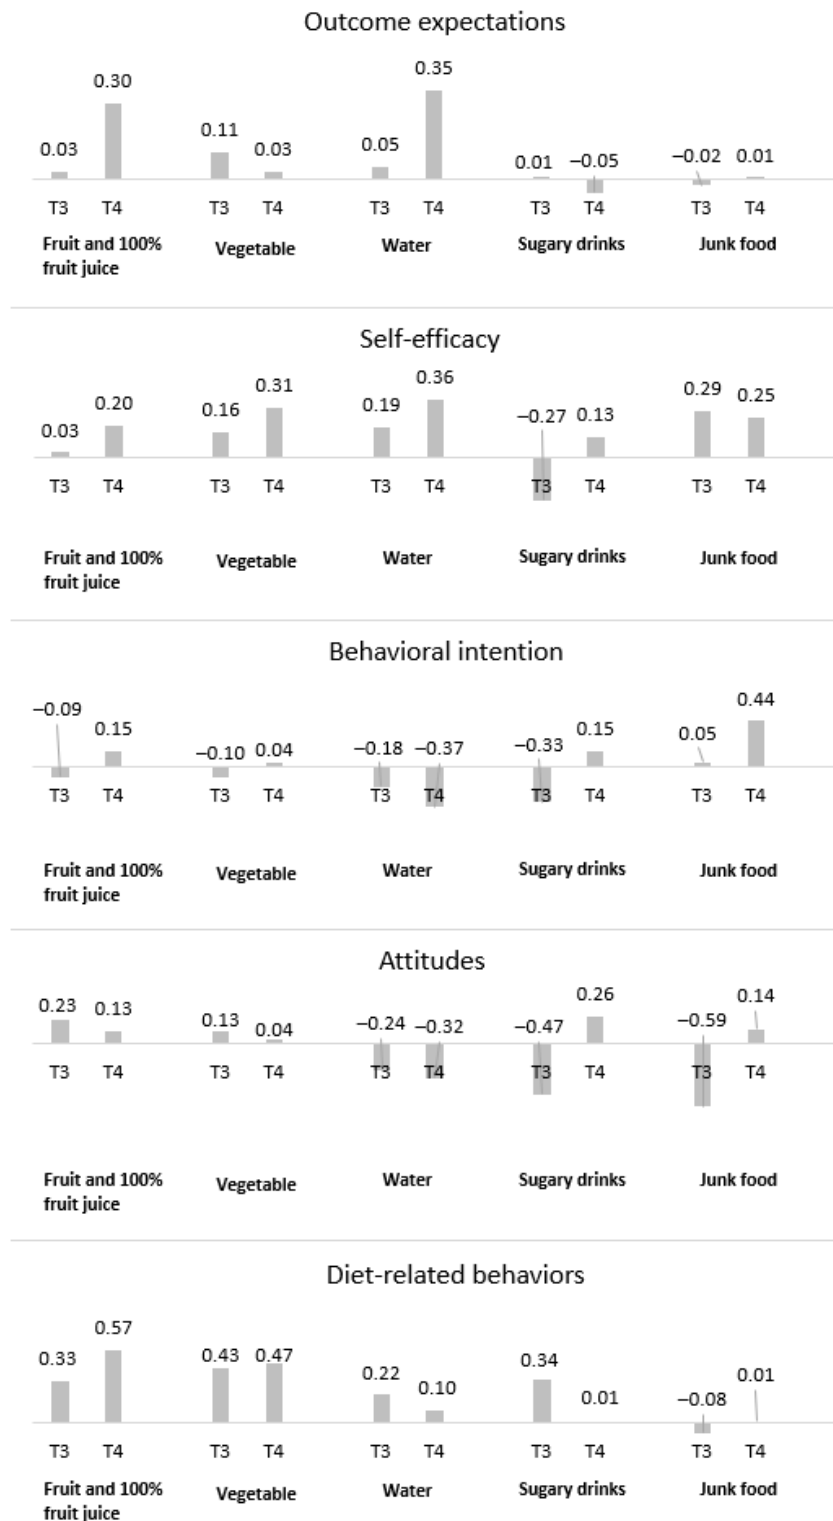 Outcome expectations
0.03 0.30 0.11 0.03 0.05 0.35 0.01 −0.05 −0.02 0.01
T3 T4 T3 T4 T3 T4 T3 T4 T3 T4
Fruit and 100% fruit juice Vegetable Water Sugary drinks Junk food
Self-efficacy
0.03 0.20 0.16 0.31 0.19 0.36 −0.27 0.13 0.29 0.25
T3 T4 T3 T4 T3 T4 T3 T4 T3 T4
Fruit and 100% fruit juice Vegetable Water Sugary drinks Junk food
Behavioral intention
−0.09 0.15 −0.10 0.04 −0.18 −0.37 −0.33 0.15 0.05 0.44
T3 T4 T3 T4 T3 T4 T3 T4 T3 T4
Fruit and 100% fruit juice Vegetable Water Sugary drinks Junk food
Attitudes
0.23 0.13 0.13 0.04 −0.24 −0.32 −0.47 0.26 −0.59 0.14
T3 T4 T3 T4 T3 T4 T3 T4 T3 T4
Fruit and 100% fruit juice Vegetable Water Sugary drinks Junk food
Diet-related behaviors
0.33 0.57 0.43 0.47 0.22 0.10 0.34 0.01 −0.08 0.01
T3 T4 T3 T4 T3 T4 T3 T4 T3 T4
Fruit and 100% fruit juice Vegetable Water Sugary drinks Junk food